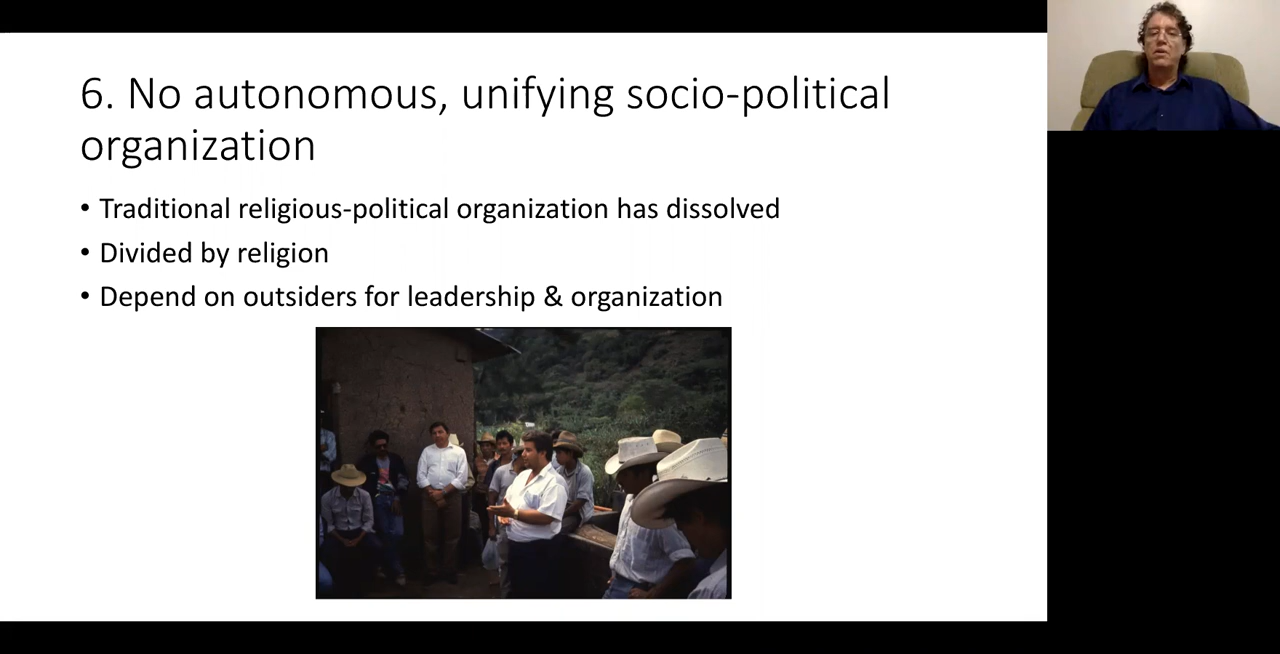 6. No autonomous, unifying socio-political
organization
• Traditional religious-political organization has dissolved
• Divided by religion
• Depend on outsiders for leadership & organization